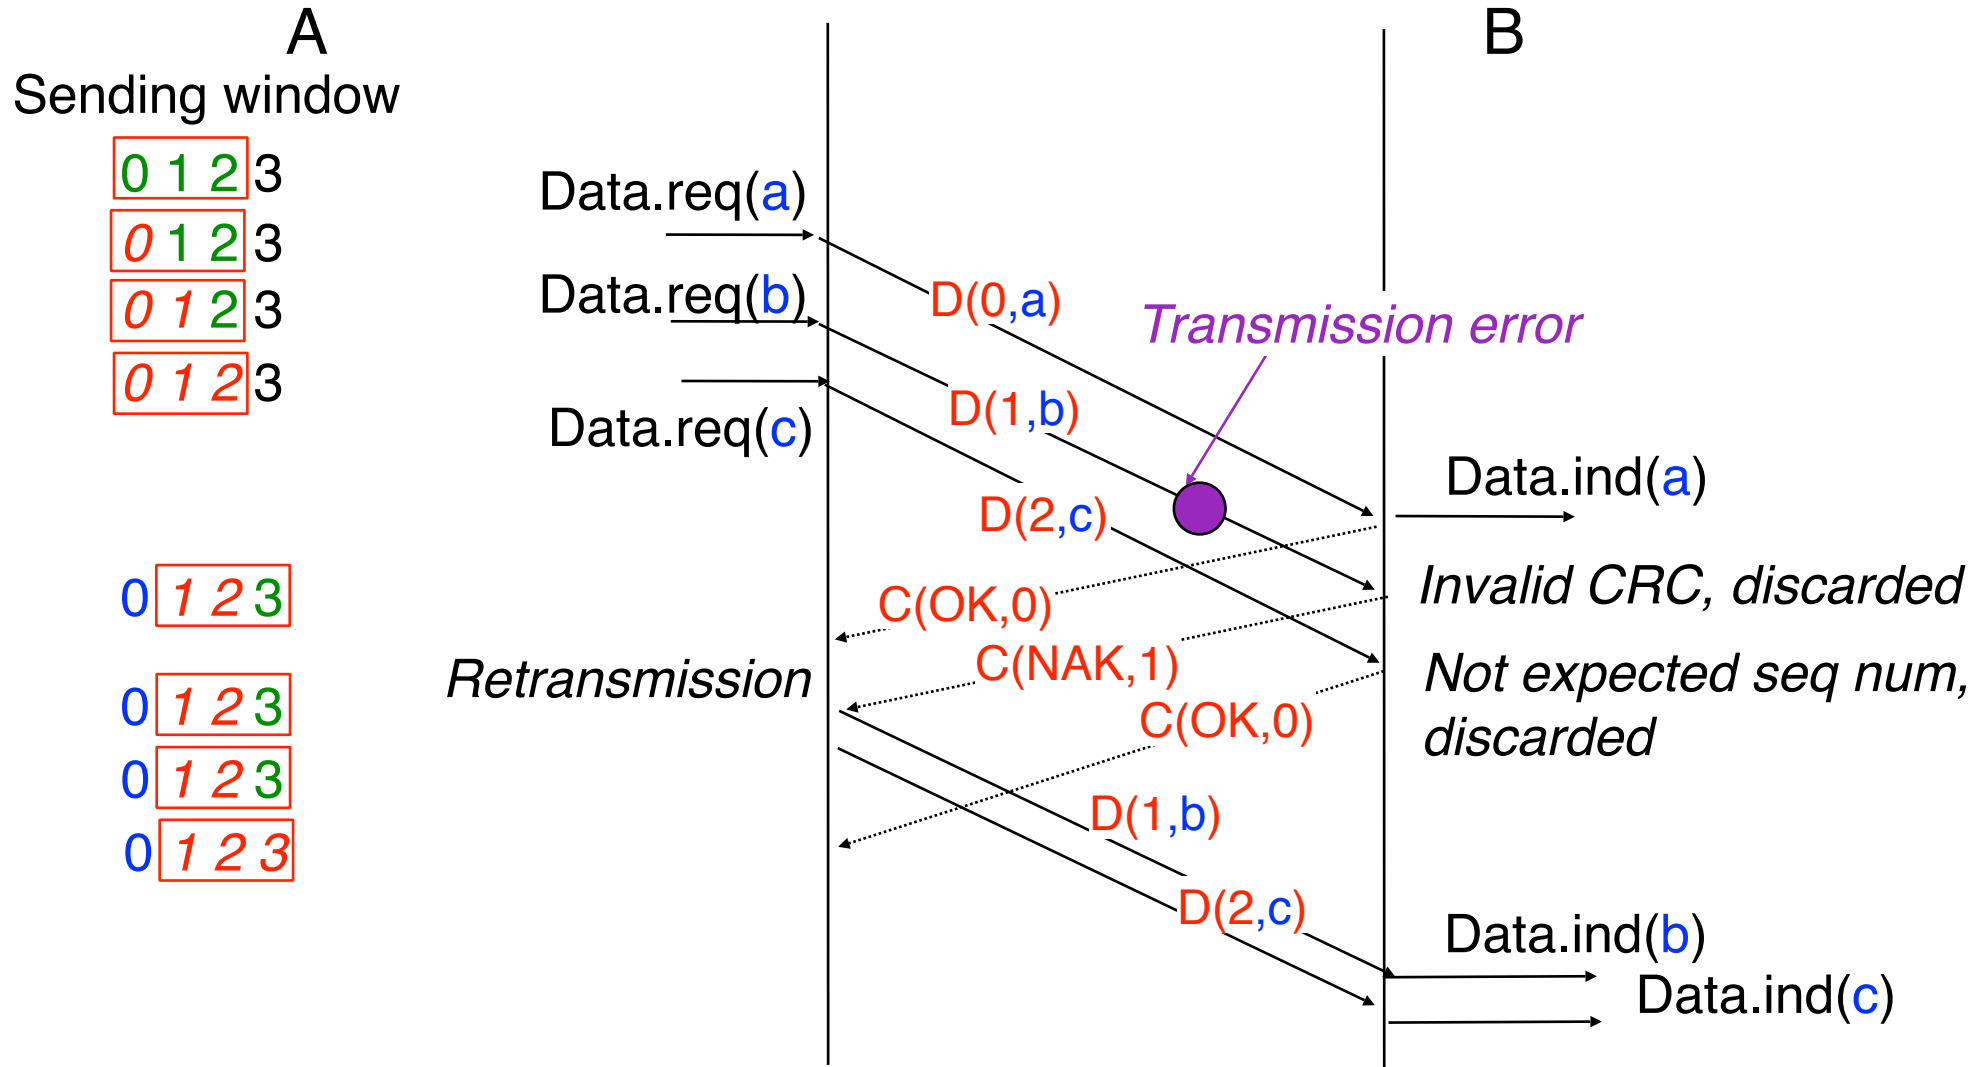 A
B
Sending window
0 1 2 3
Data.req(a)
0 1 2 3
Data.req(b)
D(0,a)
0 1 2 3
Transmission error
0 1 2 3
D(1,b)
Data.req(c)
Data.ind(a)
D(2,c)
0 1 2 3
C(OK,0)
Invalid CRC, discarded
Retransmission
C(NAK,1)
Not expected seq num,
discarded
0 1 2 3
C(OK,0)
0 1 2 3
D(1,b)
0 1 2 3
D(2,c)
Data.ind(b)
Data.ind(c)